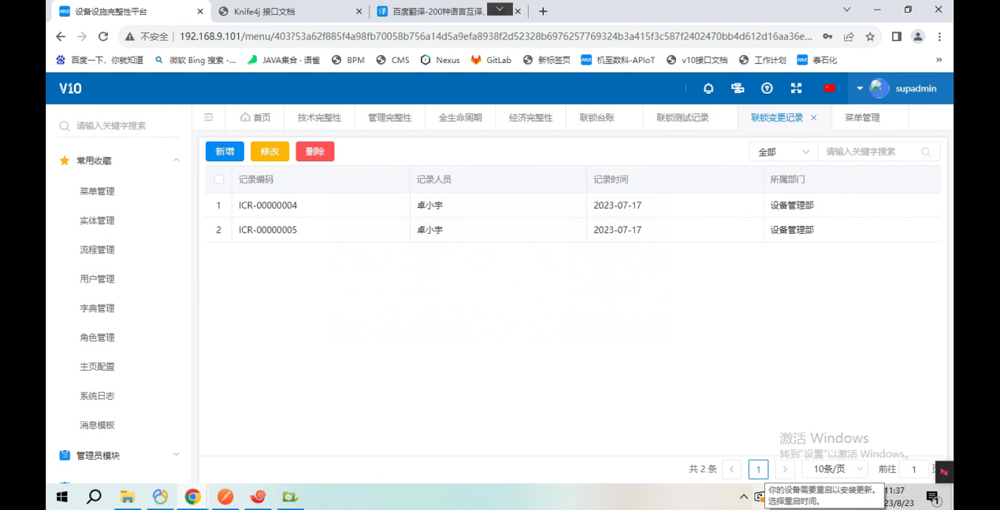 设备设施完整性平台
Knife4j 接口文档
百度翻译-200种语言互译、
不安全
192.168.9.101/menu/403?53a62f885f4a98fb70058b756a14d5a9efa8938f2d52328b6976257769324b3a415f3c587f2402470bb4d612d16aa36e...
百度一下，你就知道
微软 Bing 搜索 -...
JAVA集合 · 语雀
BPM
CMS
Nexus
GitLab
新标签页
机至数科-APIoT
v10接口文档
工作计划
泰石化
»
V10
supadmin
请输入关键字搜索
首页
技术完整性
管理完整性
全生命周期
经济完整性
联锁台账
联锁测试记录
联锁变更记录
菜单管理
新增
修改
删除
全部
请输入关键字搜索
常用收藏
菜单管理
实体管理
流程管理
用户管理
字典管理
角色管理
主页配置
系统日志
消息模板
管理员模块
记录编码 记录人员 记录时间 所属部门
1 ICR-00000004 卓小宇 2023-07-17 设备管理部
2 ICR-00000005 卓小宇 2023-07-17 设备管理部
激活 Windows
转到"设置"以激活 Windows。
共 2 条
1
10条/页
前往
1
你的设备需要重启以安装更新。
选择重启时间。
11:37
23/8/23
1